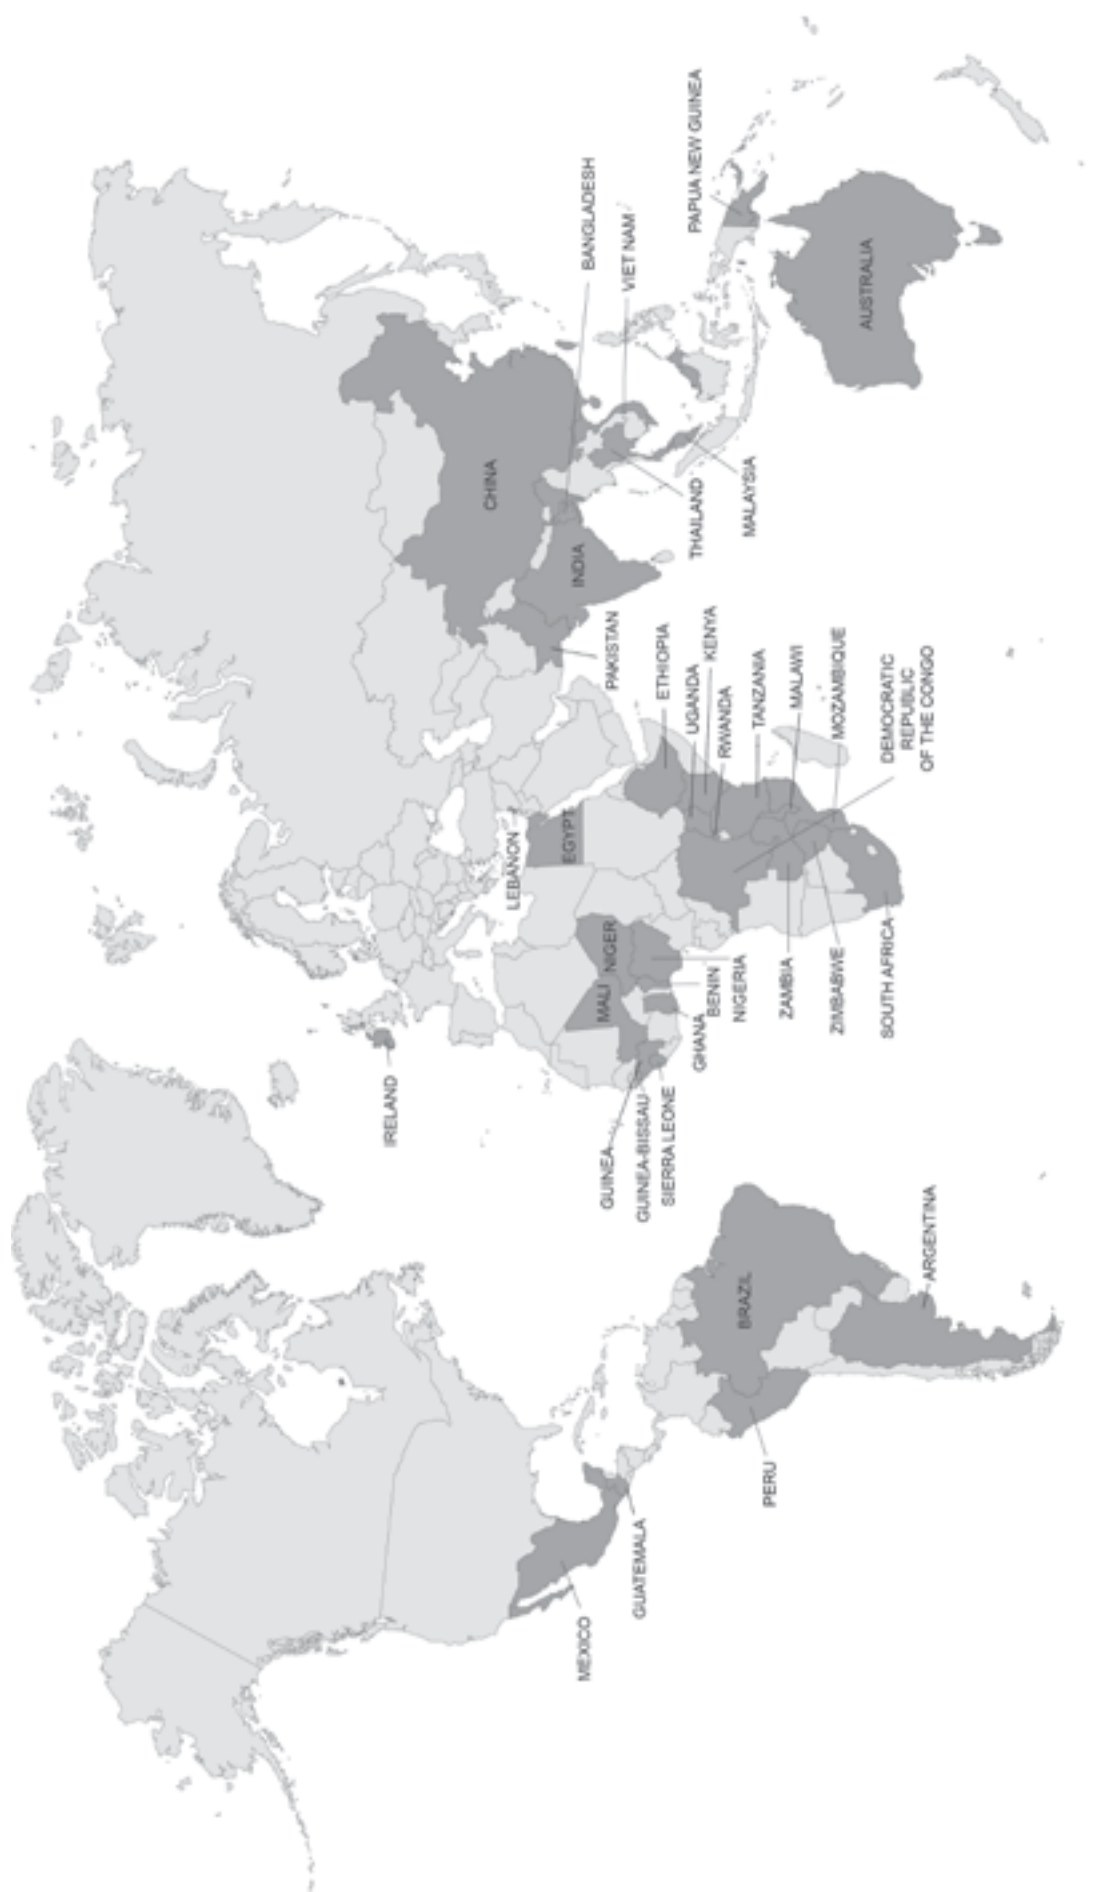 IRELAND
LEBANON
EGYPT
MALI
NIGER
GUINEA
GUINEA-BISSAU
SIERRA LEONE
GHANA
BENIN
NIGERIA
ZAMBIA
ZIMBABWE
SOUTH AFRICA
PAKISTAN
ETHIOPIA
UGANDA
KENYA
RWANDA
TANZANIA
MALAWI
MOZAMBIQUE
DEMOCRATIC
REPUBLIC
OF THE CONGO
CHINA
INDIA
BANGLADESH
VIET NAM
THAILAND
MALAYSIA
PAPUA NEW GUINEA
AUSTRALIA
MEXICO
GUATEMALA
PERU
BRAZIL
ARGENTINA